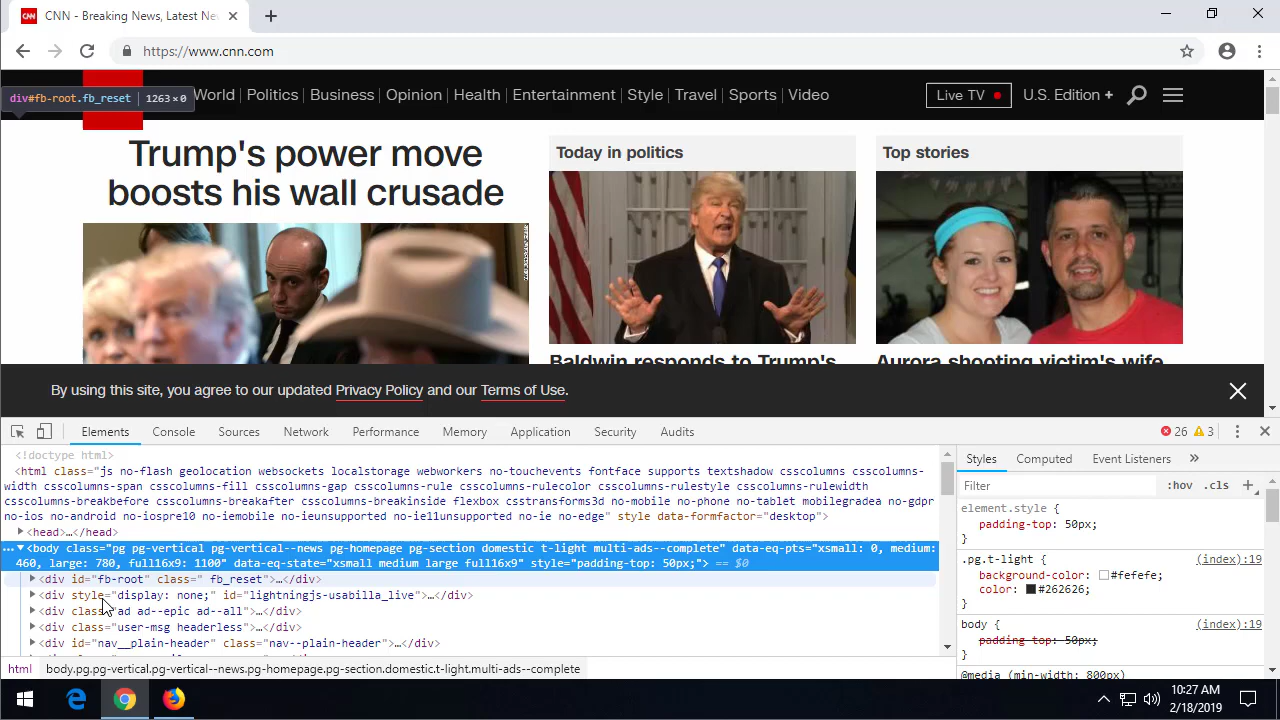 CNN - Breaking News, Latest Ne
https://www.cnn.com
div#fb-root.fb_reset | 1263×0
World | Politics | Business | Opinion | Health | Entertainment | Style | Travel | Sports | Video
Live TV
U.S. Edition +
Trump's power move
boosts his wall crusade
Today in politics
Top stories
Baldwin responds to Trump's
Aurora shooting victim's wife
By using this site, you agree to our updated Privacy Policy and our Terms of Use.
Elements Console Sources Network Performance Memory Application Security Audits
26 3
<!doctype html>
<html class="js no-flash geolocation websockets localstorage webworkers no-touchevents fontface supports textshadow csscolumns csscolumns-
width csscolumns-span csscolumns-fill csscolumns-gap csscolumns-rule csscolumns-rulecolor csscolumns-rulestyle csscolumns-rulewidth
csscolumns-breakbefore csscolumns-breakafter csscolumns-breakinside flexbox csstransforms3d no-mobile no-phone no-tablet mobilegradea no-gdpr
no-ios no-android no-iospre10 no-iemobile no-ieunsupported no-ie11unsupported no-ie no-edge" style data-formfactor="desktop">
<head>…</head>
<body class="pg pg-vertical pg-vertical--news pg-homepage pg-section domestic t-light multi-ads--complete" data-eq-pts="xsmall: 0, medium:
460, large: 780, full16x9: 1100" data-eq-state="xsmall medium large full16x9" style="padding-top: 50px;"> == $0
<div id="fb-root" class=" fb_reset">…</div>
<div style="display: none;" id="lightningjs-usabilla_live">…</div>
<div class="ad ad--epic ad--all">…</div>
<div class="user-msg headerless">…</div>
<div id="nav__plain-header" class="nav--plain-header">…</div>
html body.pg.pg-vertical.pg-vertical--news.pg-homepage.pg-section.domestic.t-light.multi-ads--complete
Styles Computed Event Listeners »
Filter
:hov .cls +
element.style {
padding-top: 50px;
}
.pg.t-light {
(index):19
background-color: #fefefe;
color: #262626;
}
body {
(index):19
padding-top: 50px;
}
@media (min-width: 800px)
10:27 AM
2/18/2019